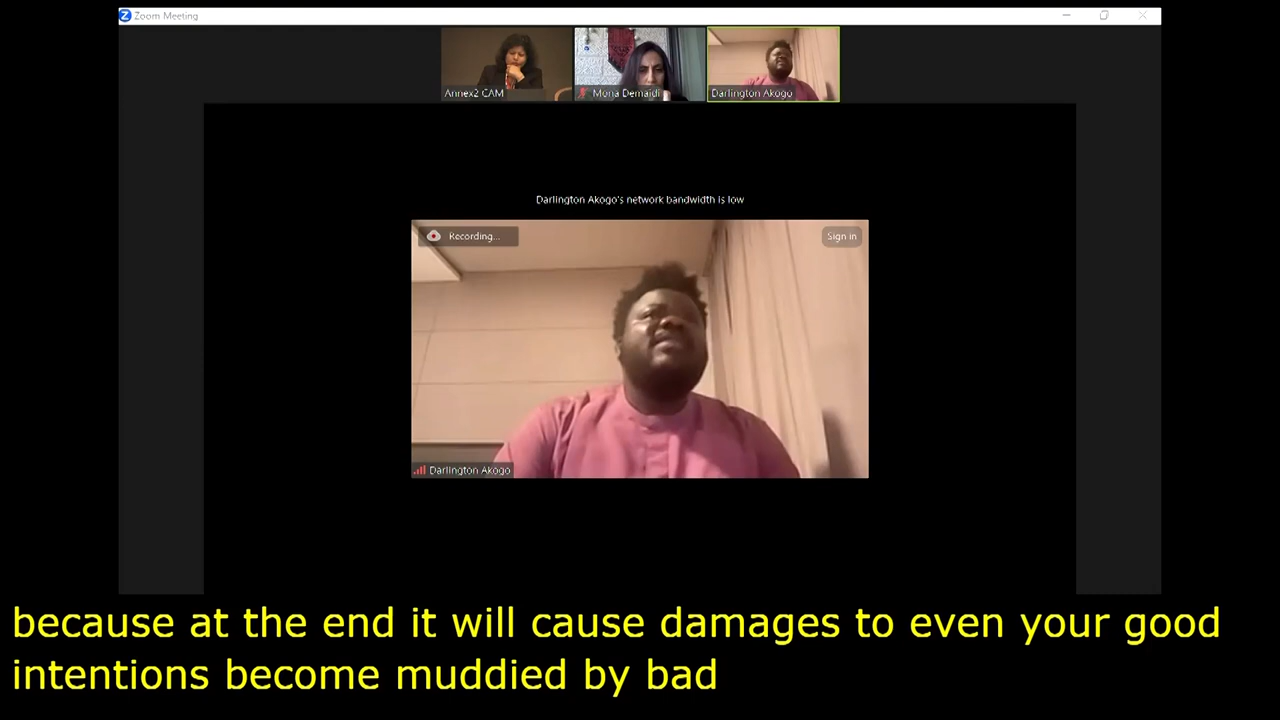 Zoom Meeting
Annex2 CAM
Mona Demaidi
Darlington Akogo
Darlington Akogo's network bandwidth is low
Recording...
Sign in
Darlington Akogo
because at the end it will cause damages to even your good
intentions become muddied by bad